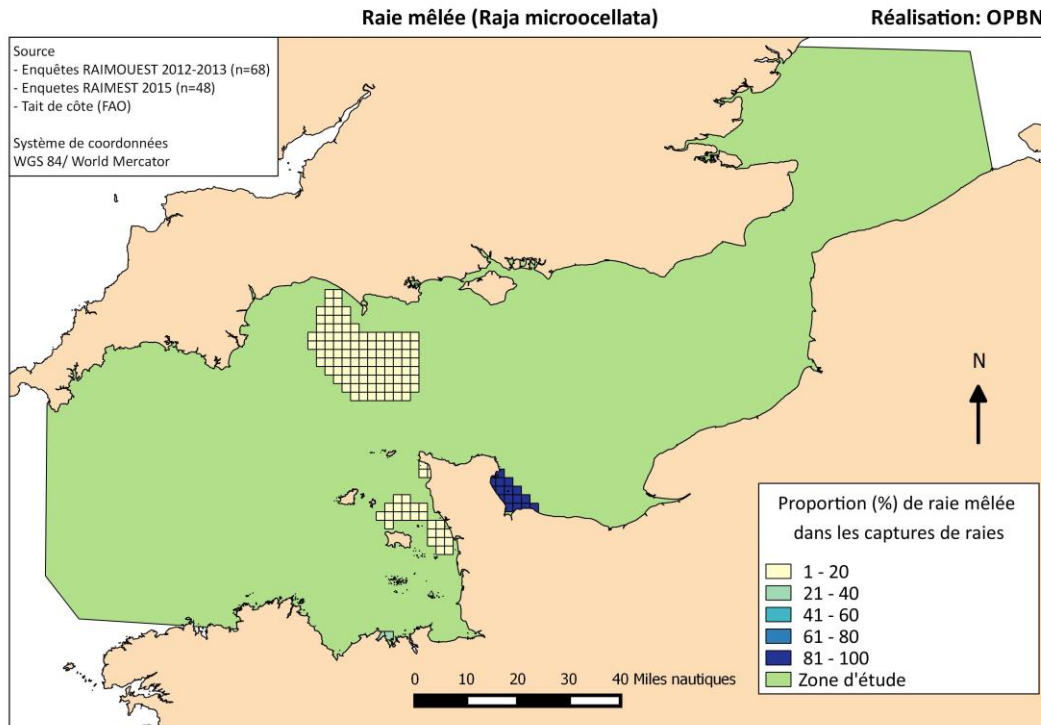 Raie mêlée (Raja microocellata)
Réalisation: OPBN
Source
- Enquêtes RAIMOUEST 2012-2013 (n=68)
- Enquetes RAIMEST 2015 (n=48)
- Tait de côte (FAO)
Système de coordonnées
WGS 84/ World Mercator
N
Proportion (%) de raie mêlée
dans les captures de raies
1 - 20
21 - 40
41 - 60
61 - 80
81 - 100
Zone d'étude
0 10 20 30 40 Miles nautiques